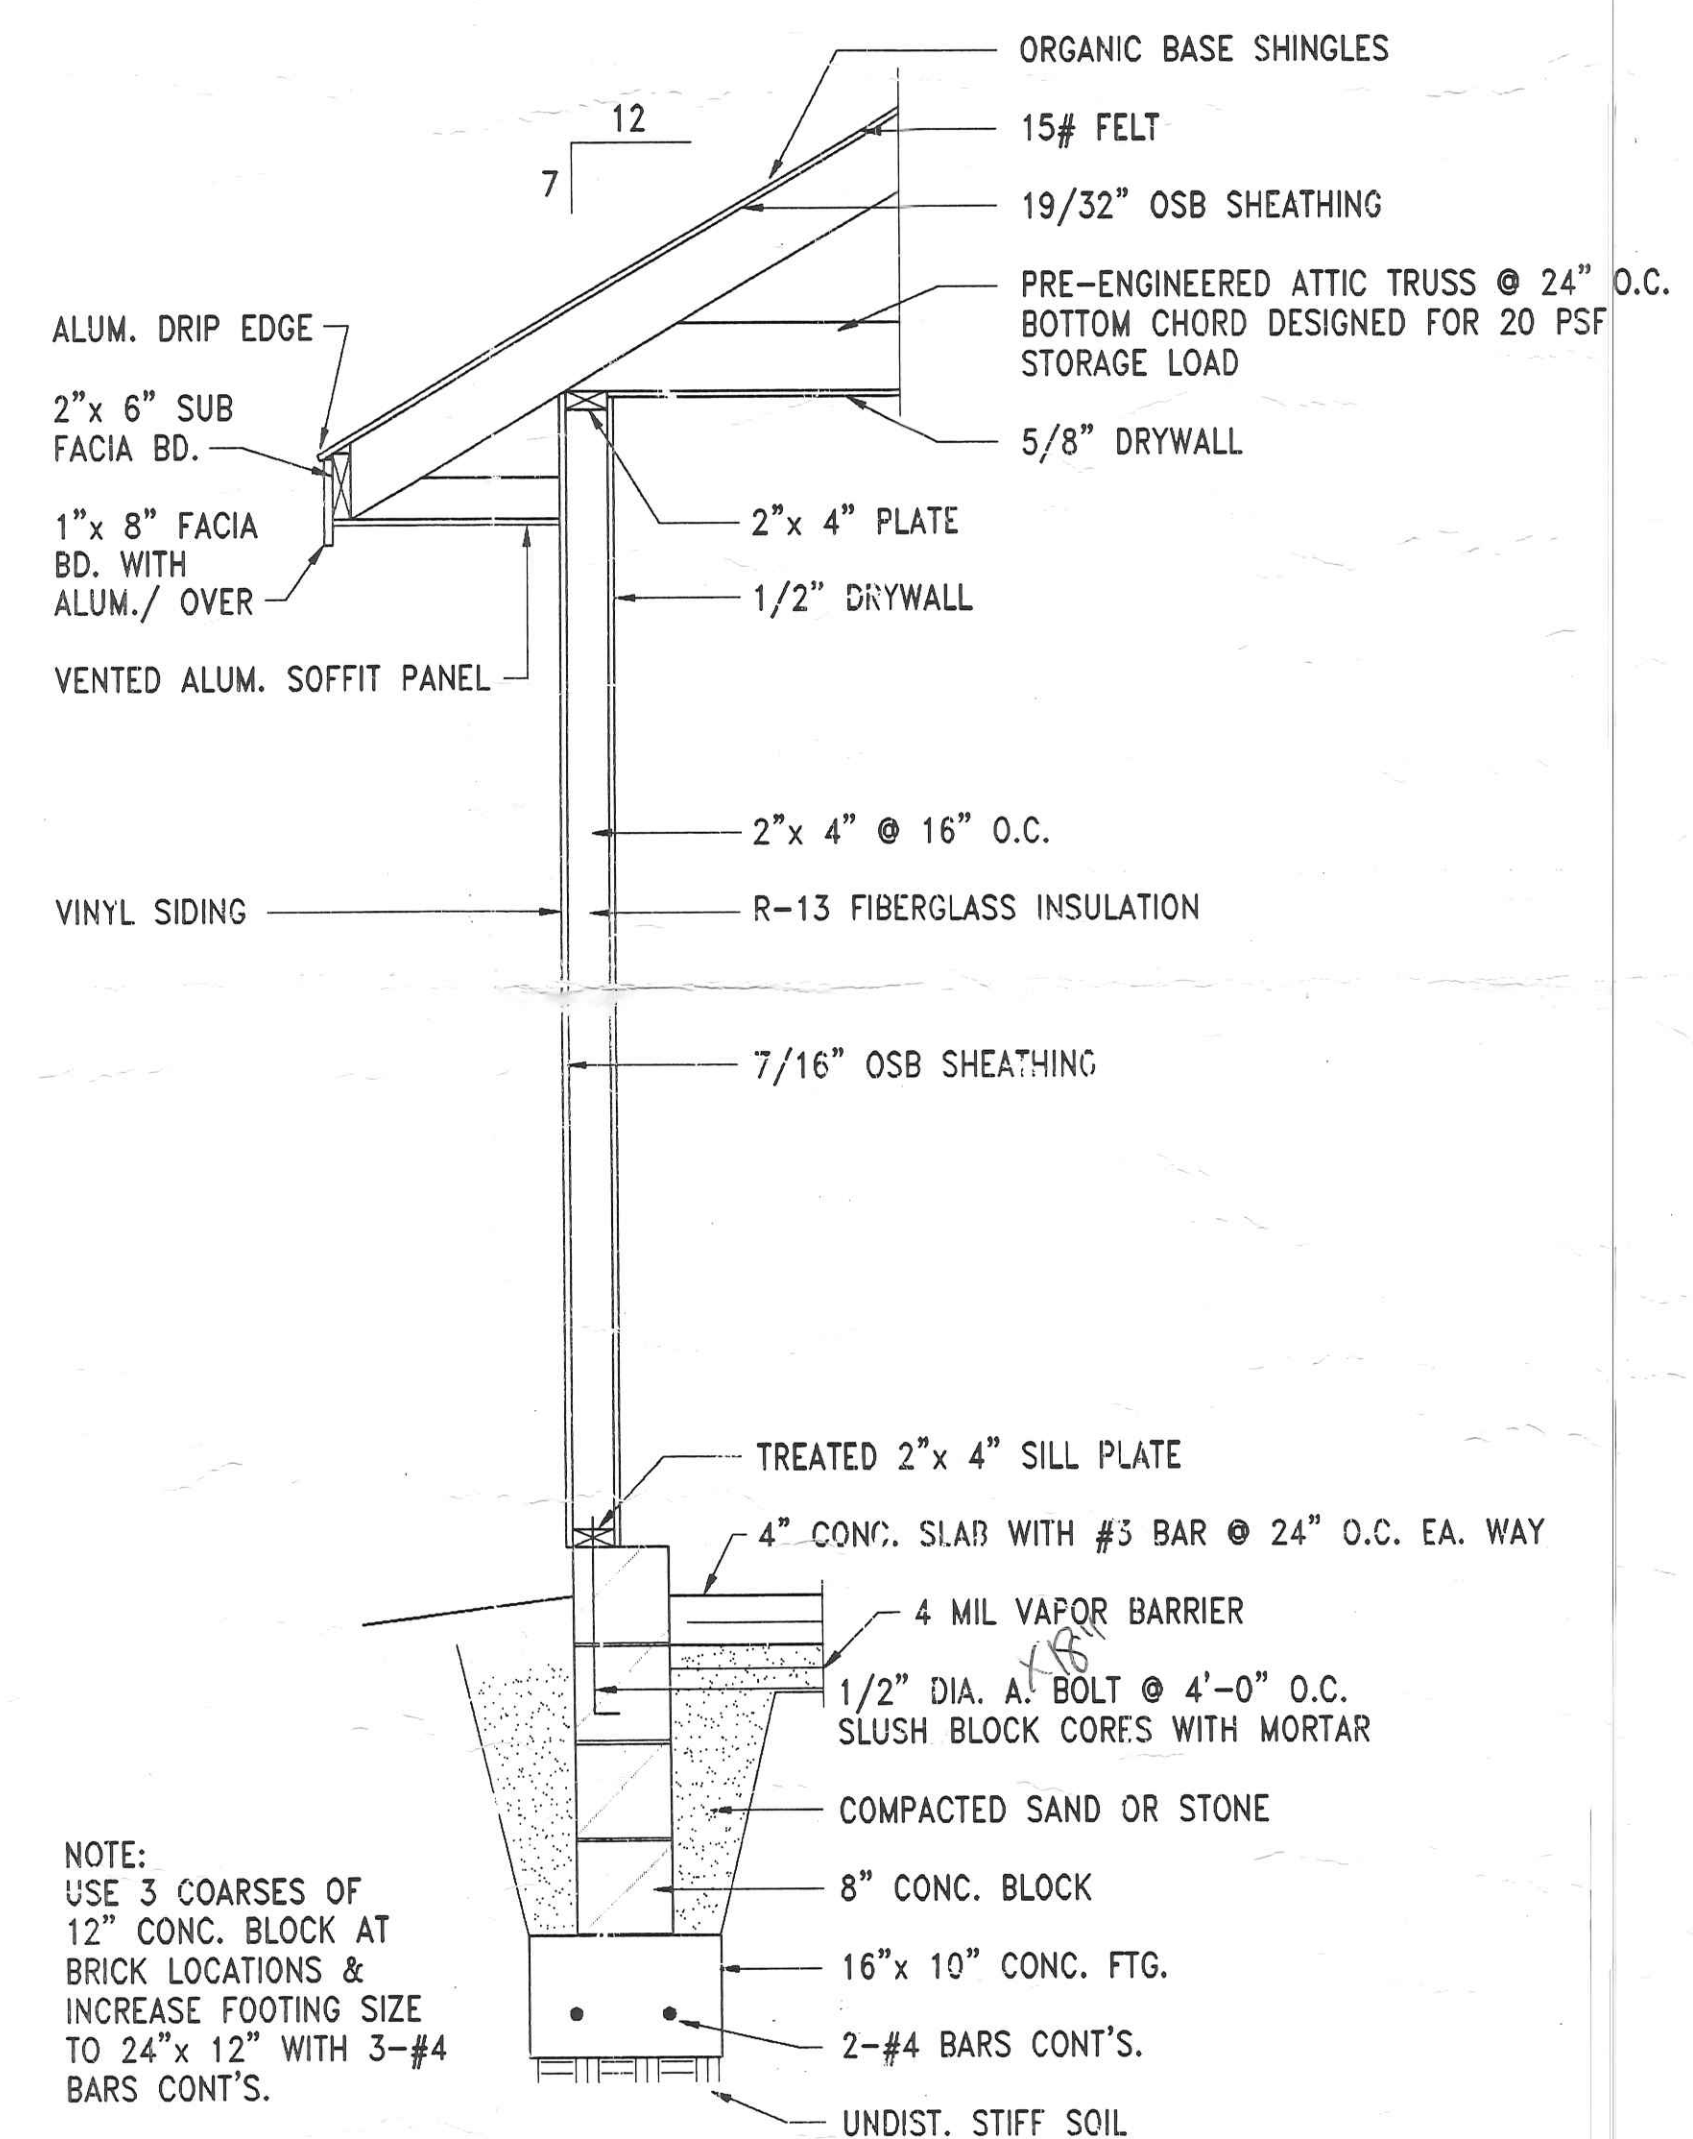 ORGANIC BASE SHINGLES
12
15# FELT
7
19/32" OSB SHEATHING
PRE-ENGINEERED ATTIC TRUSS @ 24" O.C.
BOTTOM CHORD DESIGNED FOR 20 PSF
STORAGE LOAD
ALUM. DRIP EDGE
2"x 6" SUB
FACIA BD.
5/8" DRYWALL
1"x 8" FACIA
BD. WITH
ALUM./ OVER
2"x 4" PLATE
1/2" DRYWALL
VENTED ALUM. SOFFIT PANEL
2"x 4" @ 16" O.C.
VINYL SIDING
R-13 FIBERGLASS INSULATION
7/16" OSB SHEATHING
TREATED 2"x 4" SILL PLATE
4" CONC. SLAB WITH #3 BAR @ 24" O.C. EA. WAY
4 MIL VAPOR BARRIER
x18"
1/2" DIA. A. BOLT @ 4'-0" O.C.
SLUSH BLOCK CORES WITH MORTAR
COMPACTED SAND OR STONE
8" CONC. BLOCK
16"x 10" CONC. FTG.
2-#4 BARS CONT'S.
UNDIST. STIFF SOIL
NOTE:
USE 3 COARSES OF
12" CONC. BLOCK AT
BRICK LOCATIONS &
INCREASE FOOTING SIZE
TO 24"x 12" WITH 3-#4
BARS CONT'S.